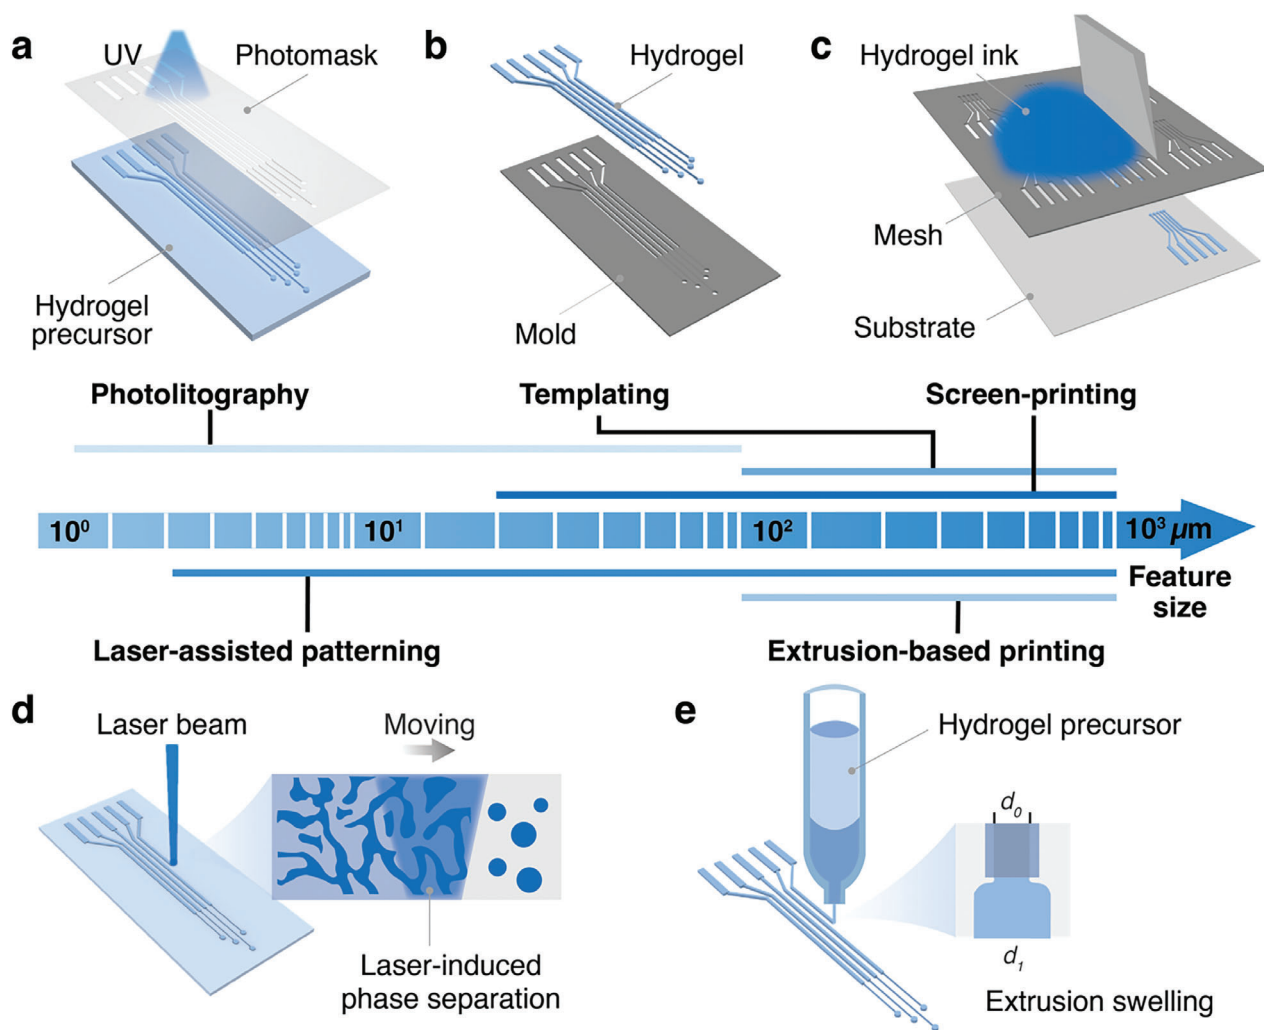 a
UV
Photomask
Hydrogel
precursor
b
Hydrogel
Mold
c
Hydrogel ink
Mesh
Substrate
Photolitography
Templating
Screen-printing
10⁰
10¹
10²
10³ µm
Feature
size
Laser-assisted patterning
Extrusion-based printing
d
Laser beam
Moving
Laser-induced
phase separation
e
Hydrogel precursor
d₀
d₁
Extrusion swelling